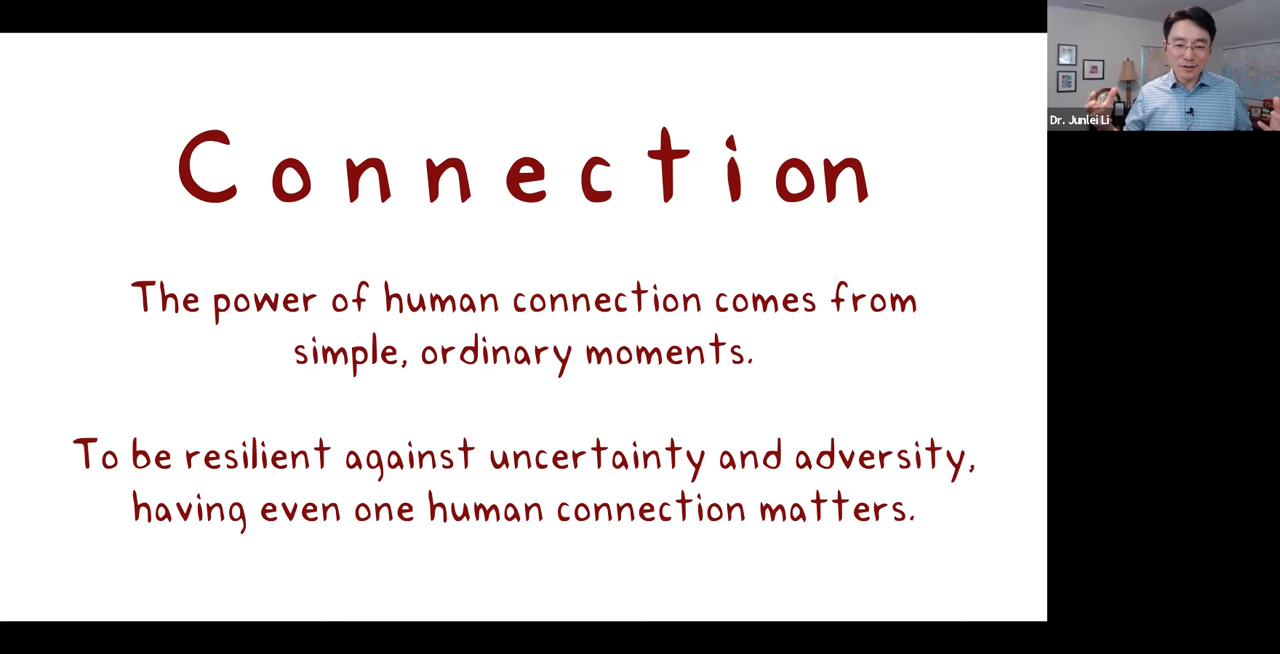 Connection
The power of human connection comes from
simple, ordinary moments.
To be resilient against uncertainty and adversity,
having even one human connection matters.
Dr. Junlei Li